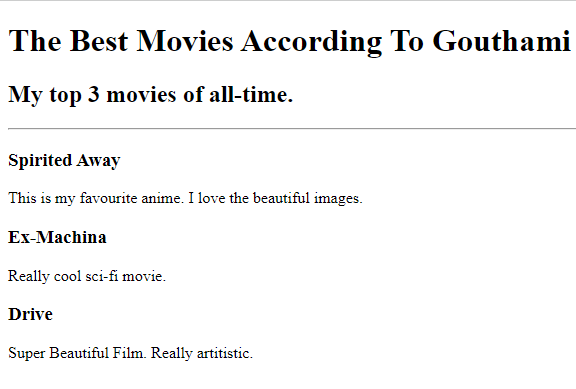 The Best Movies According To Gouthami
My top 3 movies of all-time.
Spirited Away
This is my favourite anime. I love the beautiful images.
Ex-Machina
Really cool sci-fi movie.
Drive
Super Beautiful Film. Really artitistic.